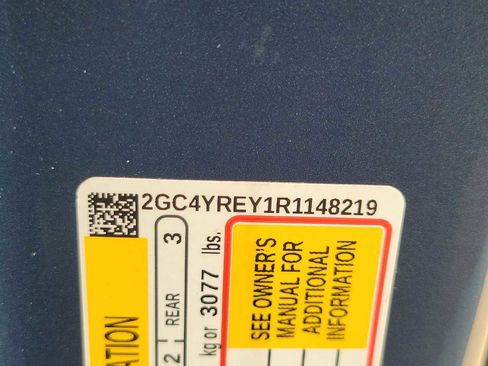 2GC4YREY1R1148219
ATION
2 REAR 3
kg or 3077 lbs.
SEE OWNER'S
MANUAL FOR
ADDITIONAL
INFORMATION